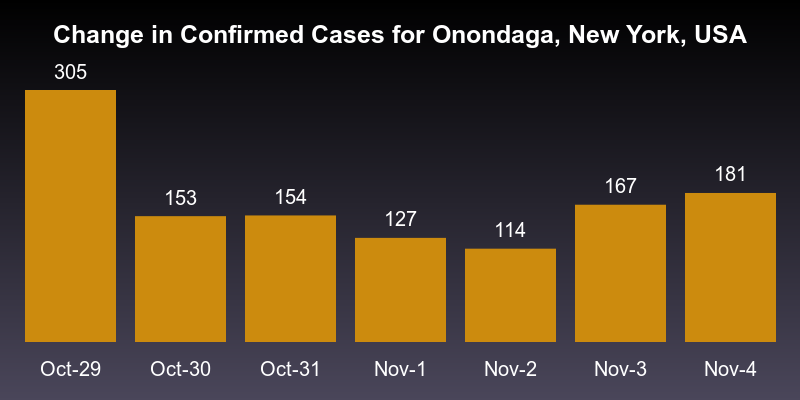 Change in Confirmed Cases for Onondaga, New York, USA
305
153
154
127
114
167
181
Oct-29
Oct-30
Oct-31
Nov-1
Nov-2
Nov-3
Nov-4